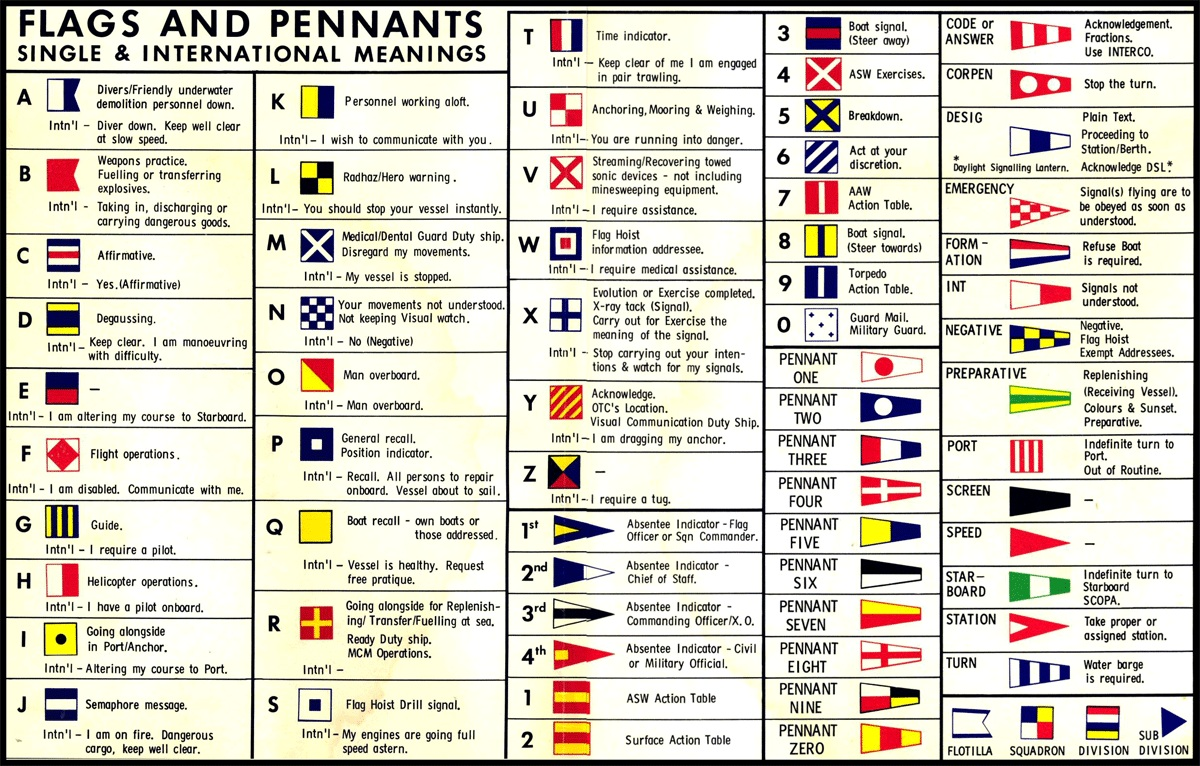 FLAGS AND PENNANTS
SINGLE & INTERNATIONAL MEANINGS
A
Divers/Friendly underwater
demolition personnel down.
Intn'l – Diver down. Keep well clear
at slow speed.
B
Weapons practice.
Fuelling or transferring
explosives.
Intn'l – Taking in, discharging or
carrying dangerous goods.
C
Affirmative.
Intn'l – Yes.(Affirmative)
D
Degaussing.
Intn'l – Keep clear. I am manoeuvring
with difficulty.
E
–
Intn'l – I am altering my course to Starboard.
F
Flight operations.
Intn'l – I am disabled. Communicate with me.
G
Guide.
Intn'l – I require a pilot.
H
Helicopter operations.
Intn'l – I have a pilot onboard.
I
Going alongside
in Port/Anchor.
Intn'l – Altering my course to Port.
J
Semaphore message.
Intn'l – I am on fire. Dangerous
cargo, keep well clear.
K
Personnel working aloft.
Intn'l – I wish to communicate with you.
L
Radhaz/Hero warning.
Intn'l – You should stop your vessel instantly.
M
Medical/Dental Guard Duty ship.
Disregard my movements.
Intn'l – My vessel is stopped.
N
Your movements not understood.
Not keeping Visual watch.
Intn'l – No (Negative)
O
Man overboard.
Intn'l – Man overboard.
P
General recall.
Position indicator.
Intn'l – Recall. All persons to repair
onboard. Vessel about to sail.
Q
Boat recall – own boats or
those addressed.
Intn'l – Vessel is healthy. Request
free pratique.
R
Going alongside for Replenish-
ing/ Transfer/Fuelling at sea.
Ready Duty ship.
MCM Operations.
Intn'l –
S
Flag Hoist Drill signal.
Intn'l – My engines are going full
speed astern.
T
Time indicator.
Intn'l – Keep clear of me I am engaged
in pair trawling.
U
Anchoring, Mooring & Weighing.
Intn'l – You are running into danger.
V
Streaming/Recovering towed
sonic devices – not including
minesweeping equipment.
Intn'l – I require assistance.
W
Flag Hoist
information addressee.
Intn'l – I require medical assistance.
X
Evolution or Exercise completed.
X-ray tack (Signal).
Carry out for Exercise the
meaning of the signal.
Intn'l – Stop carrying out your inten-
tions & watch for my signals.
Y
Acknowledge.
OTC's Location.
Visual Communication Duty Ship.
Intn'l – I am dragging my anchor.
Z
–
Intn'l – I require a tug.
1st
Absentee Indicator – Flag
Officer or Sqn Commander.
2nd
Absentee Indicator –
Chief of Staff.
3rd
Absentee Indicator –
Commanding Officer/X.O.
4th
Absentee Indicator – Civil
or Military Official.
1
ASW Action Table
2
Surface Action Table
3
Boat signal.
(Steer away)
4
ASW Exercises.
5
Breakdown.
6
Act at your
discretion.
7
AAW
Action Table.
8
Boat signal.
(Steer towards)
9
Torpedo
Action Table.
0
Guard Mail.
Military Guard.
PENNANT
ONE
PENNANT
TWO
PENNANT
THREE
PENNANT
FOUR
PENNANT
FIVE
PENNANT
SIX
PENNANT
SEVEN
PENNANT
EIGHT
PENNANT
NINE
PENNANT
ZERO
CODE or
ANSWER
Acknowledgement.
Fractions.
Use INTERCO.
CORPEN
Stop the turn.
DESIG
Plain Text.
Proceeding to
Station/Berth.
*Daylight Signalling Lantern.
Acknowledge DSL*.
EMERGENCY
Signal(s) flying are to
be obeyed as soon as
understood.
FORM –
ATION
Refuse Boat
is required.
INT
Signals not
understood.
NEGATIVE
Negative.
Flag Hoist
Exempt Addressees.
PREPARATIVE
Replenishing
(Receiving Vessel).
Colours & Sunset.
Preparative.
PORT
Indefinite turn to
Port.
Out of Routine.
SCREEN
–
SPEED
–
STAR–
BOARD
Indefinite turn to
Starboard
SCOPA.
STATION
Take proper or
assigned station.
TURN
Water barge
is required.
FLOTILLA
SQUADRON
DIVISION
SUB
DIVISION